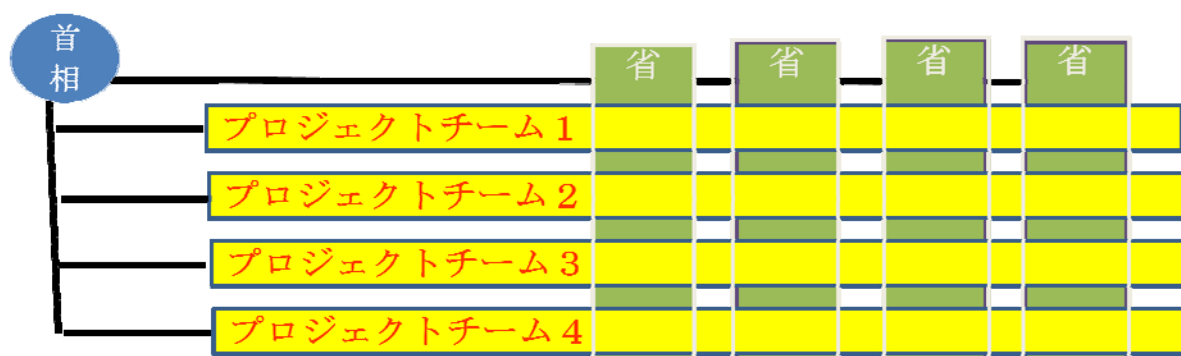 首
相
省 省 省 省
プロジェクトチーム1
プロジェクトチーム2
プロジェクトチーム3
プロジェクトチーム4